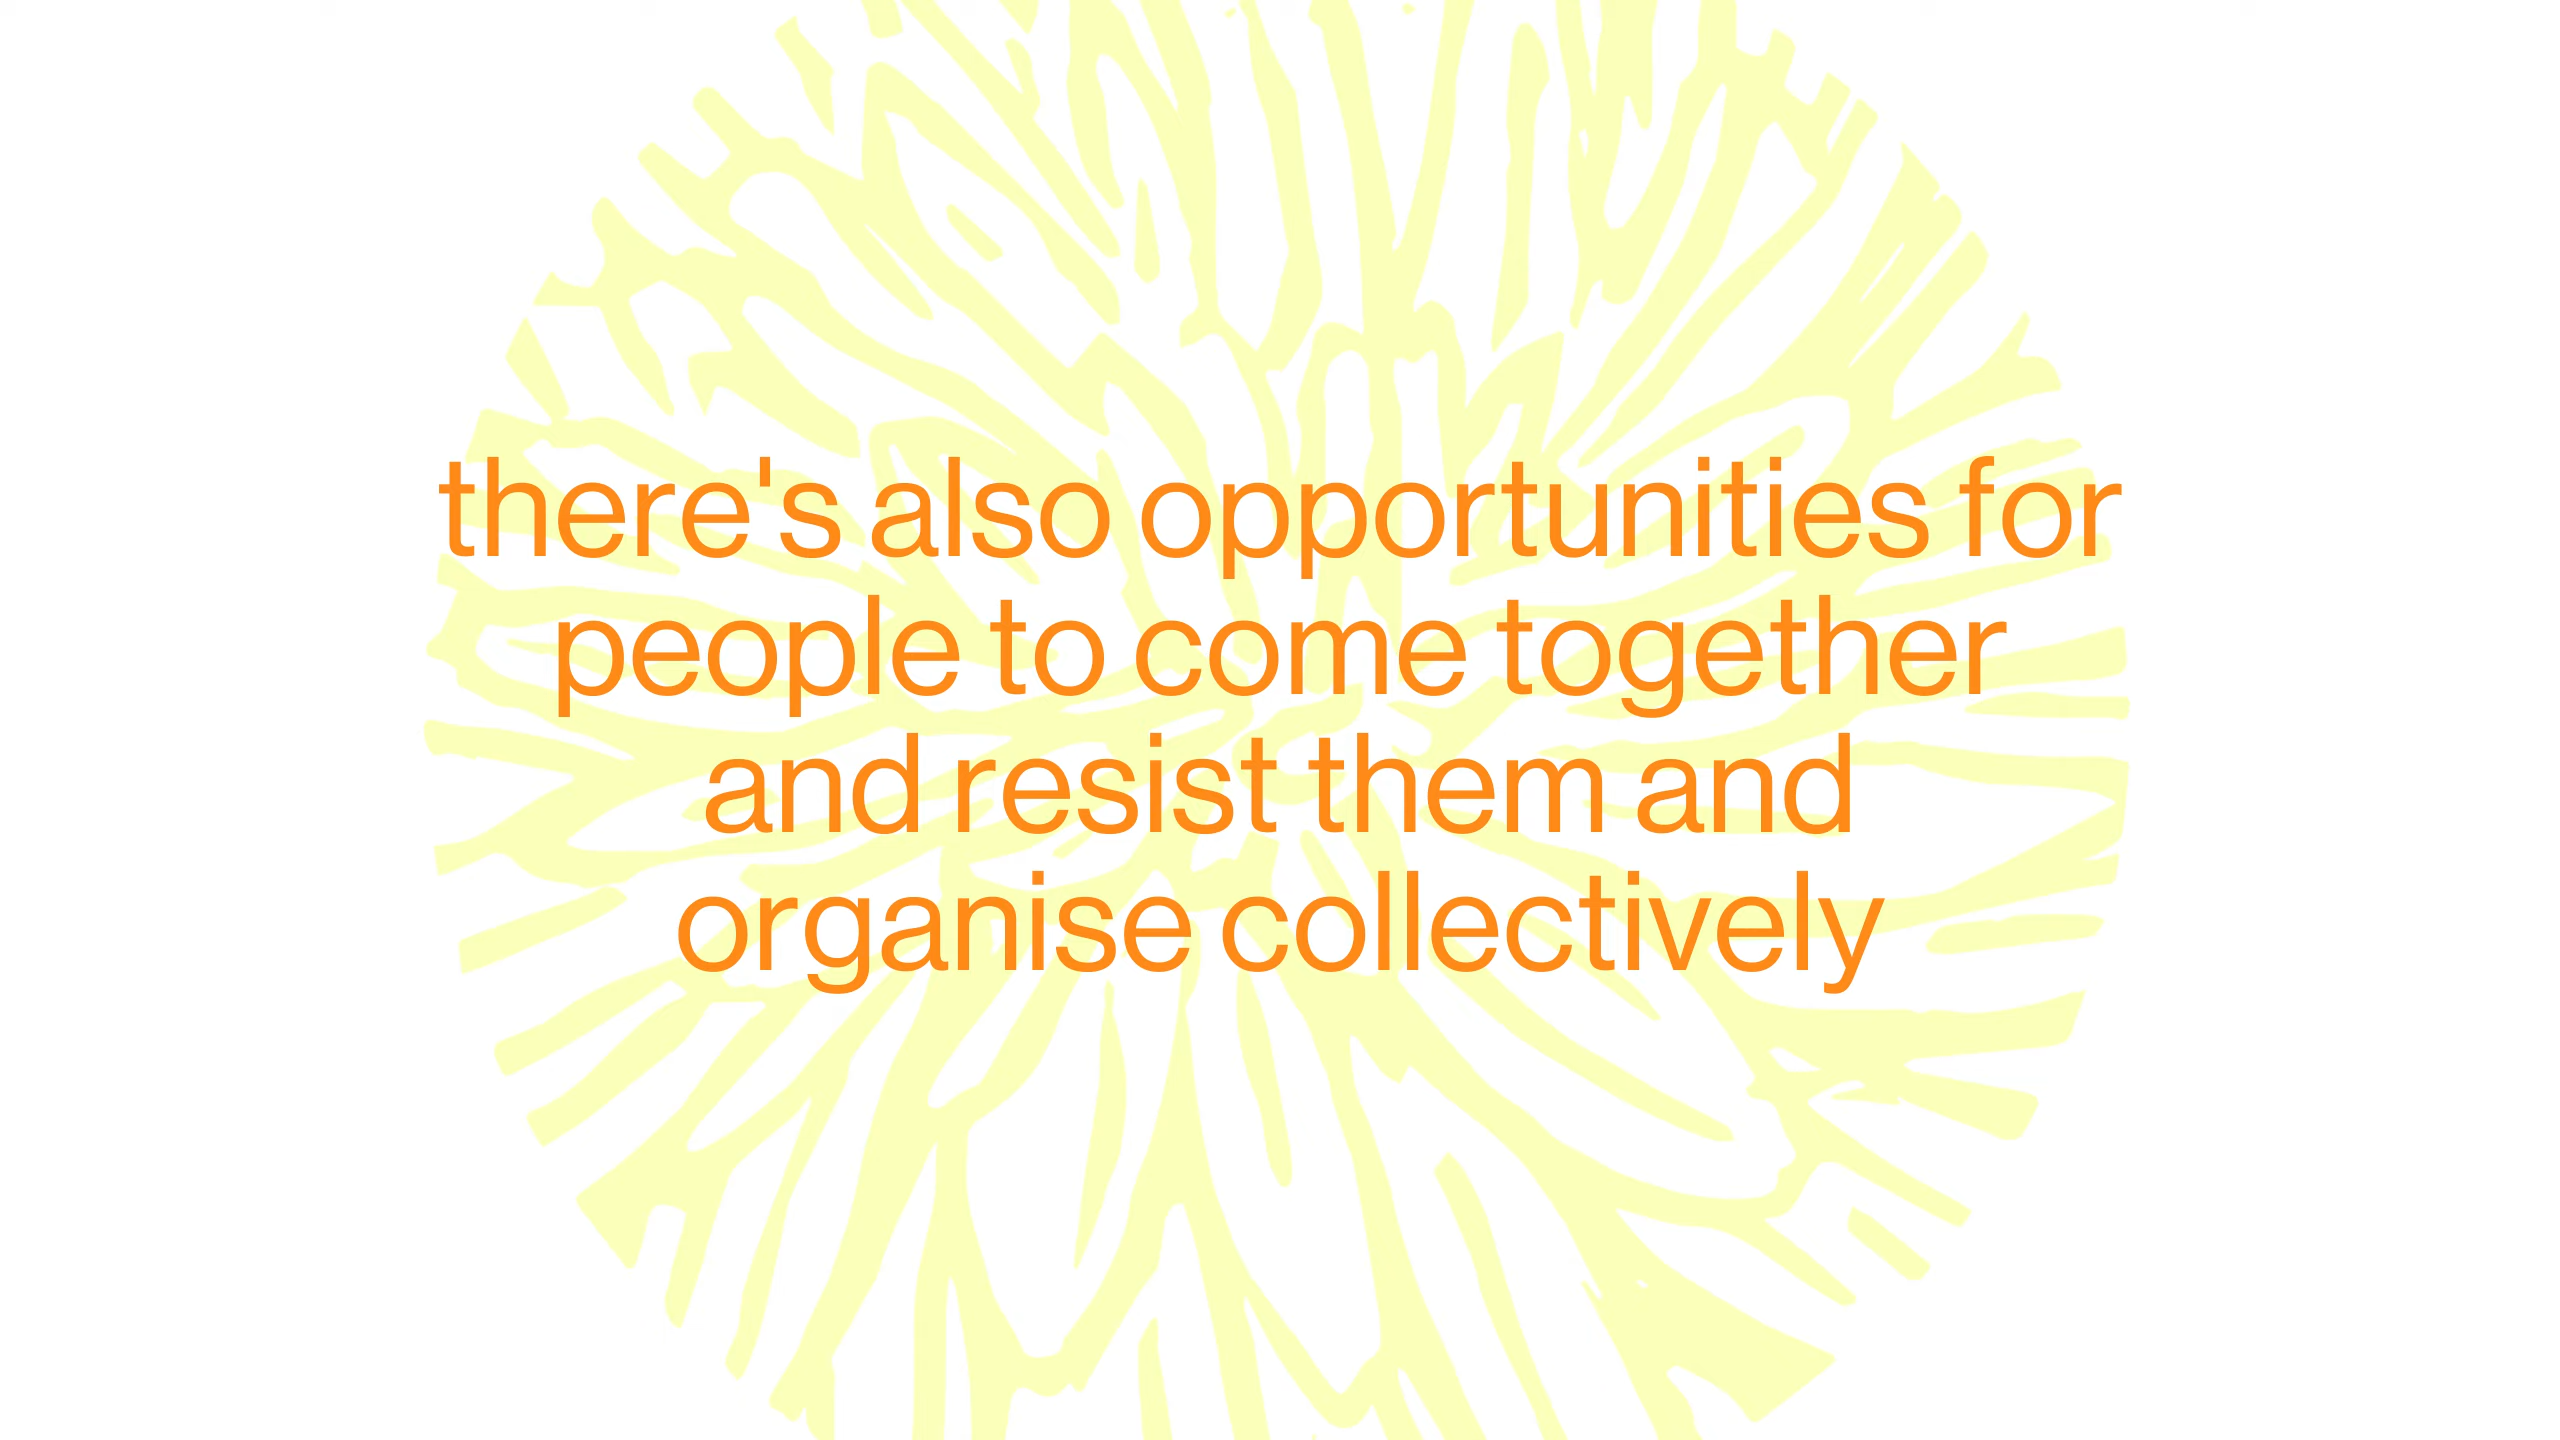 there's also opportunities for
people to come together
and resist them and
organise collectively